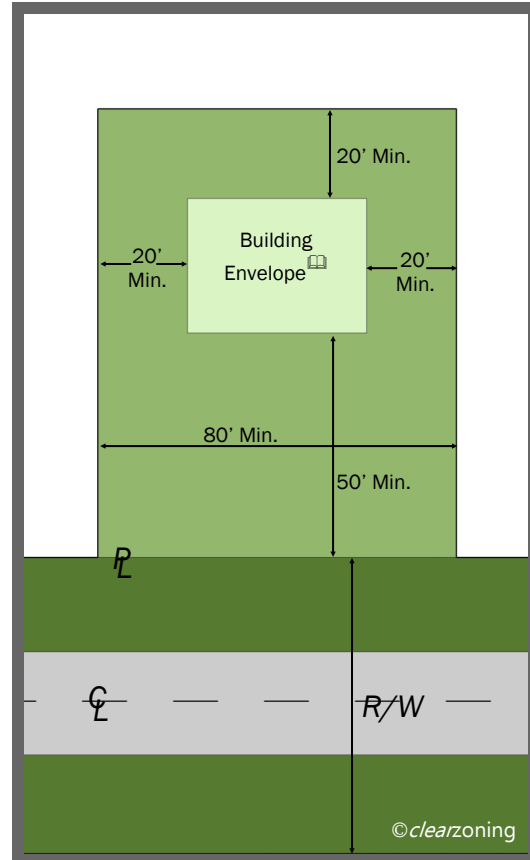 20’ Min.
Building
Envelope
20’
Min.
20’
Min.
80’ Min.
50’ Min.
PL
CL
R/W
©clearzoning